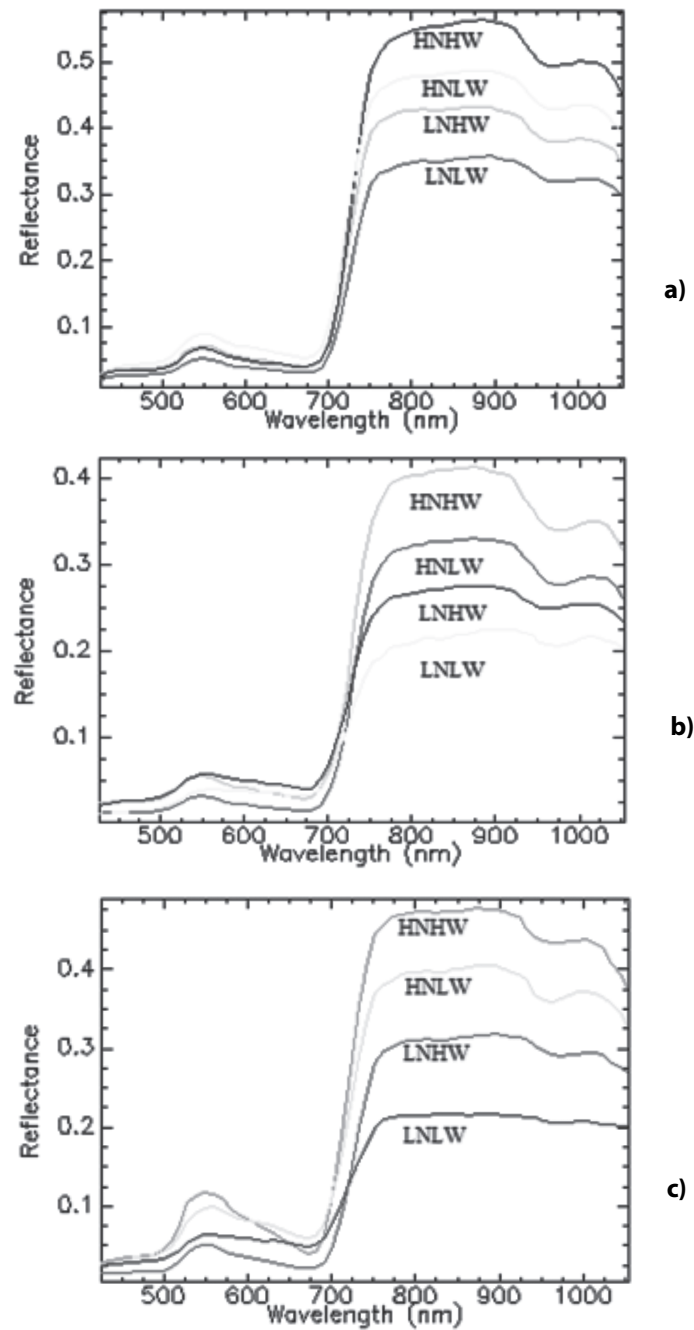 0.5
0.4
0.3
0.2
0.1
Reflectance
HNHW
HNLW
LNHW
LNLW
500 600 700 800 900 1000
Wavelength (nm)
a)
0.4
0.3
0.2
0.1
Reflectance
HNHW
HNLW
LNHW
LNLW
500 600 700 800 900 1000
Wavelength (nm)
b)
0.4
0.3
0.2
0.1
Reflectance
HNHW
HNLW
LNHW
LNLW
500 600 700 800 900 1000
Wavelength (nm)
c)